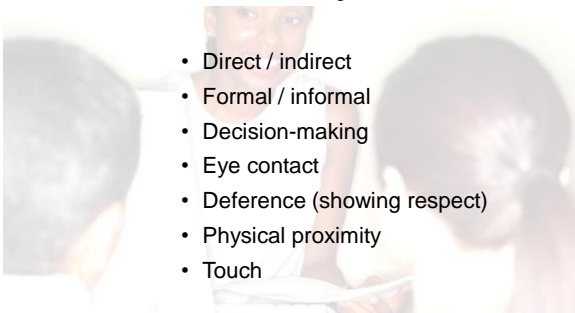 • Direct / indirect
• Formal / informal
• Decision-making
• Eye contact
• Deference (showing respect)
• Physical proximity
• Touch